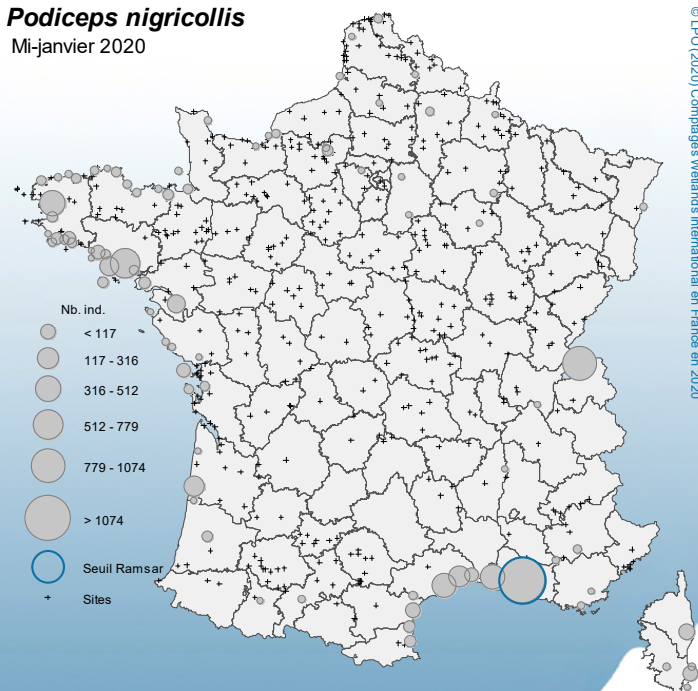 Podiceps nigricollis
Mi-janvier 2020
Nb. ind.
< 117
117 - 316
316 - 512
512 - 779
779 - 1074
> 1074
Seuil Ramsar
Sites
© LPO (2020) Comptages Wetlands International en France en 2020